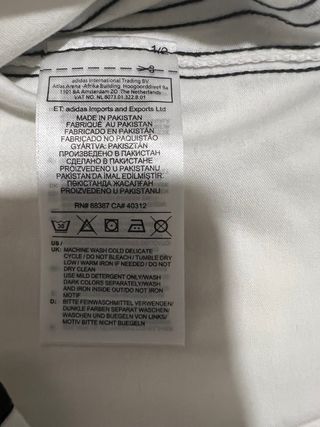 1/2
adidas International Trading BV.
Atlas Arena -Afrika Building Hoogoorddreef 9a
1101 BA Amsterdam ZO The Netherlands
VAT NO. NL 8073.01.322.B.01
ET: adidas Imports and Exports Ltd
MADE IN PAKISTAN
FABRIQUÉ AU PAKISTAN
FABRICADO EN PAKISTÁN
FABRICADO NO PAQUISTÃO
GYÁRTVA: PAKISZTÁN
ПРОИЗВЕДЕНО В ПАКИСТАН
СДЕЛАНО В ПАКИСТАНЕ
PROIZVEDENO U PAKISTANU
PAKISTAN'DA İMAL EDİLMİŞTİR
ПӘКІСТАНДА ЖАСАЛҒАН
PROIZVEDENO U PAKISTANU
RN# 88387 CA# 40312
30
US /
UK: MACHINE WASH COLD DELICATE
CYCLE / DO NOT BLEACH / TUMBLE DRY
LOW / WARM IRON IF NEEDED / DO NOT
DRY CLEAN
USE MILD DETERGENT ONLY/WASH
DARK COLORS SEPARATELY/WASH
AND IRON INSIDE OUT/DO NOT IRON
MOTIF
D: BITTE FEINWASCHMITTEL VERWENDEN/
DUNKLE FARBEN SEPARAT WASCHEN/
WASCHEN UND BUEGELN VON LINKS/
MOTIV BITTE NICHT BUEGELN